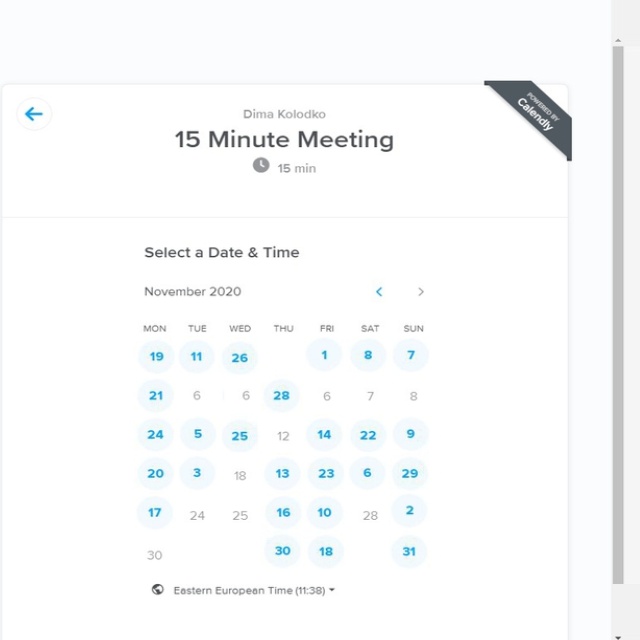 POWERED BY
Calendly
Dima Kolodko
15 Minute Meeting
15 min
Select a Date & Time
November 2020
MON TUE WED THU FRI SAT SUN
19 11 26 1 8 7
21 6 6 28 6 7 8
24 5 25 12 14 22 9
20 3 18 13 23 6 29
17 24 25 16 10 28 2
30 30 18 31
Eastern European Time (11:38)